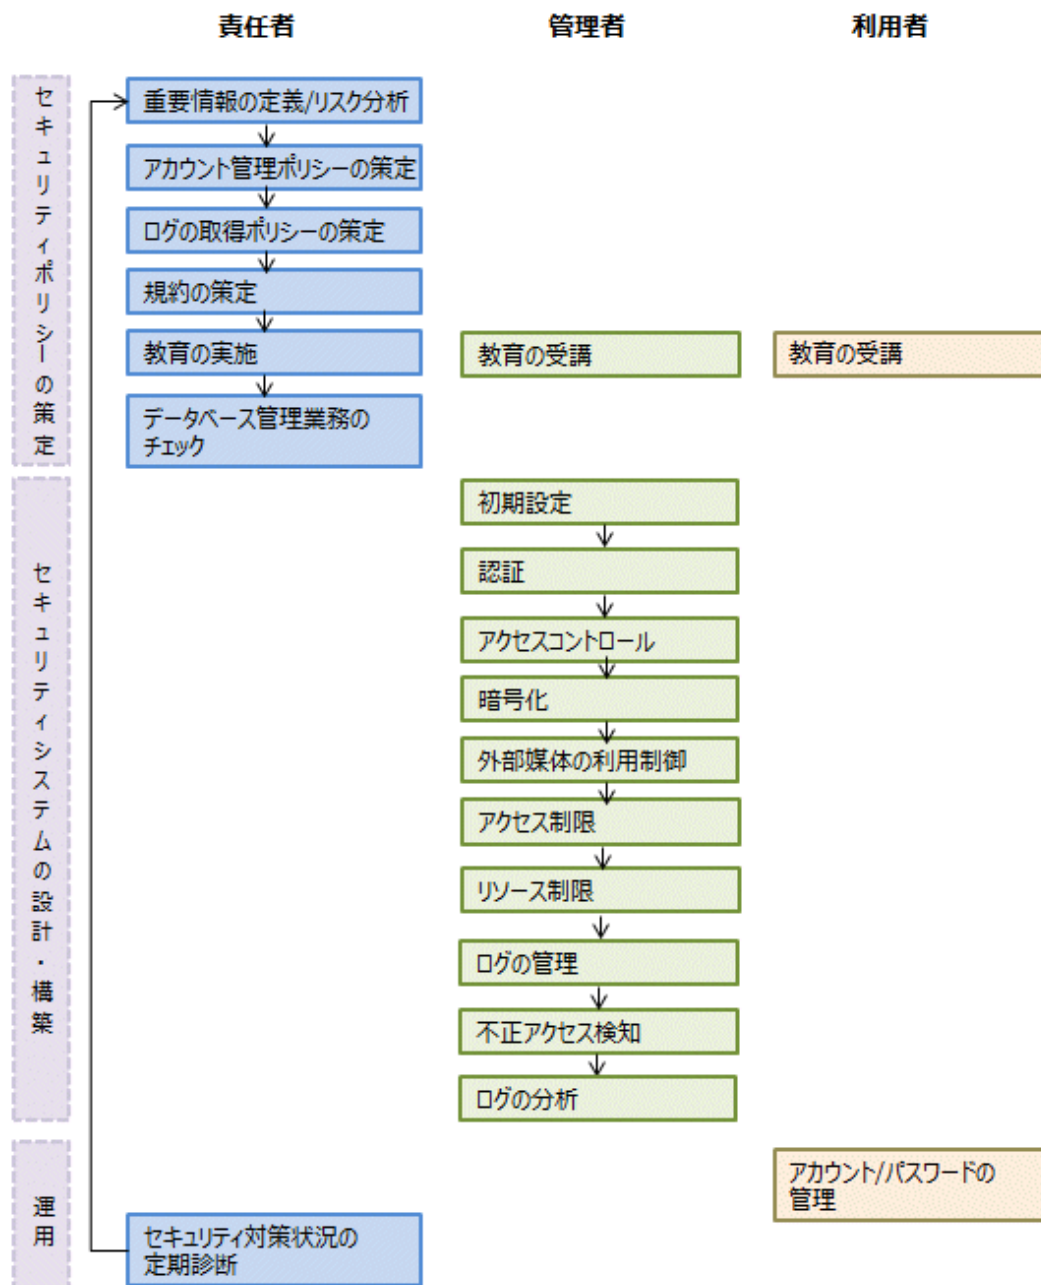 責任者 管理者 利用者
セキュリティポリシーの策定
重要情報の定義/リスク分析
アカウント管理ポリシーの策定
ログの取得ポリシーの策定
規約の策定
教育の実施 教育の受講 教育の受講
データベース管理業務の
チェック
セキュリティシステムの設計・構築
初期設定
認証
アクセスコントロール
暗号化
外部媒体の利用制御
アクセス制限
リソース制限
ログの管理
不正アクセス検知
ログの分析
運用
アカウント/パスワードの
管理
セキュリティ対策状況の
定期診断